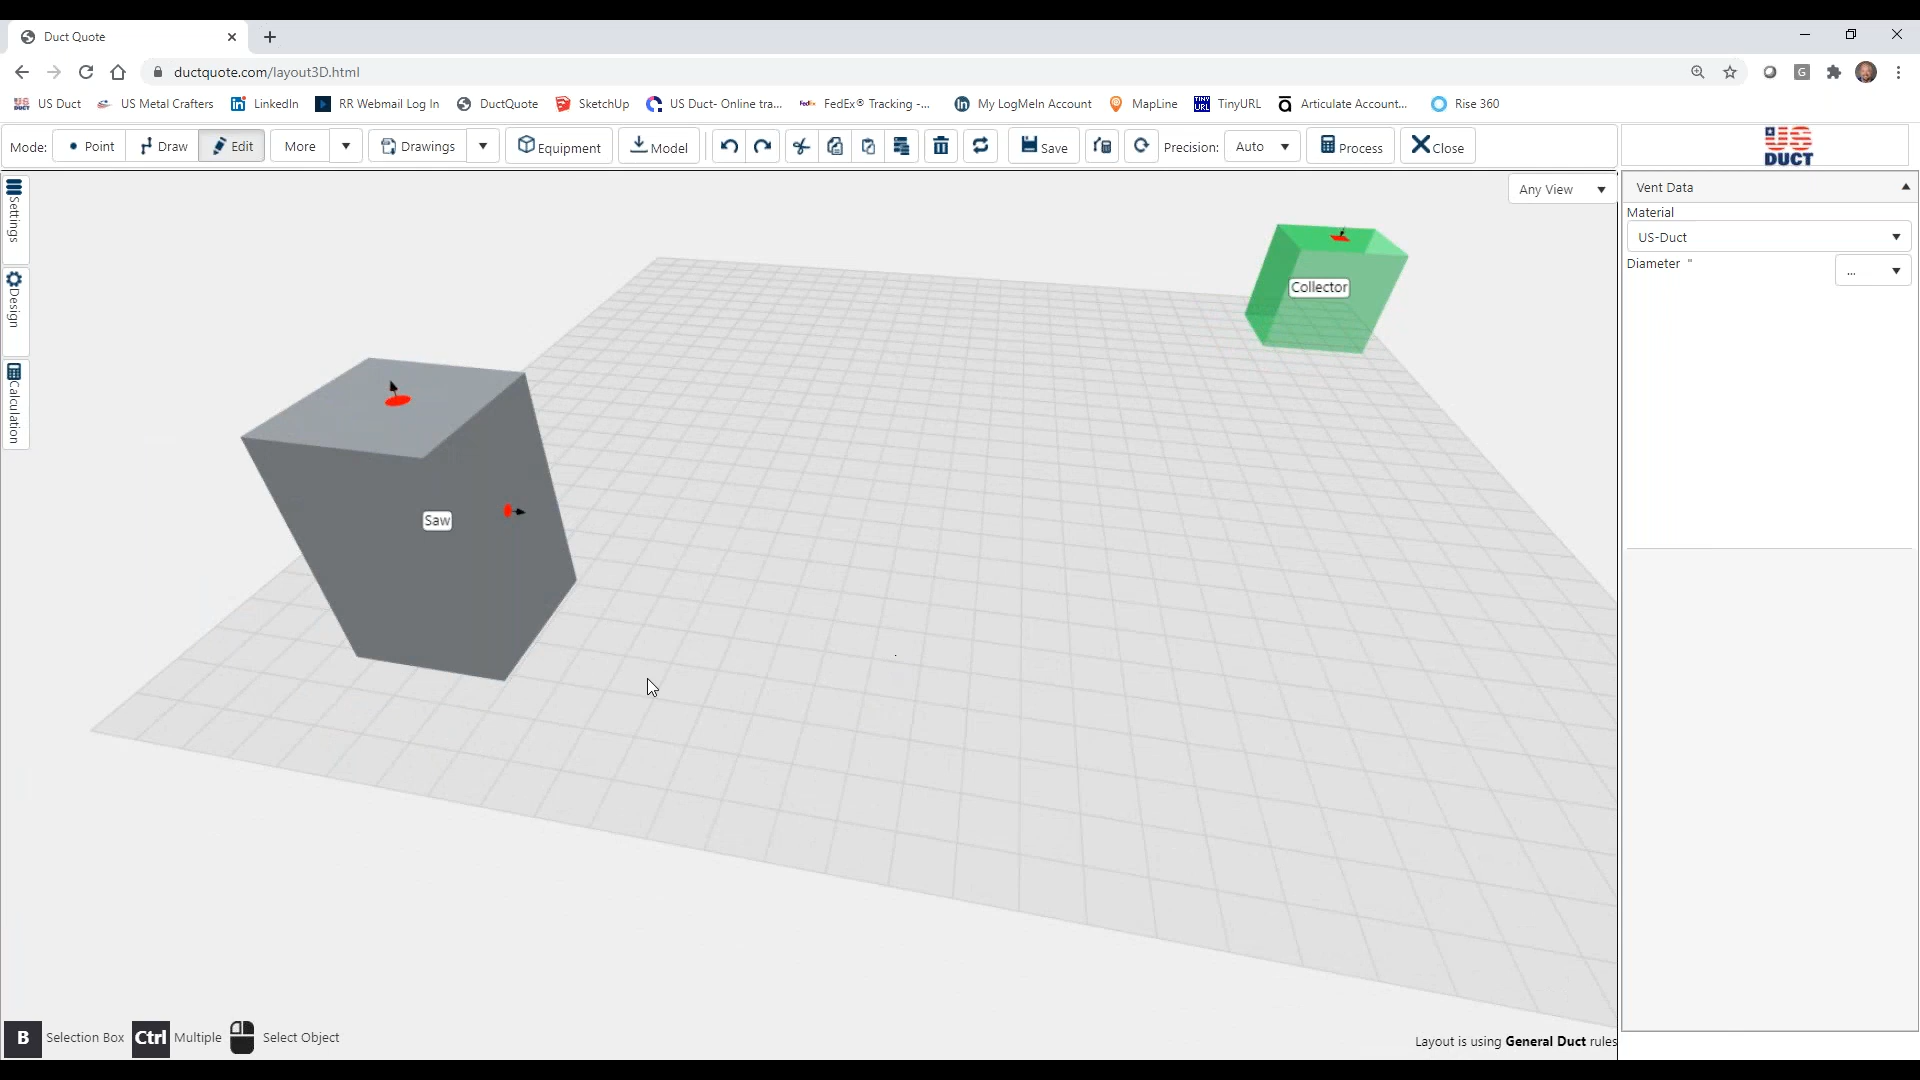 Duct Quote
ductquote.com/layout3D.html
US Duct US Metal Crafters LinkedIn RR Webmail Log In DuctQuote SketchUp US Duct- Online tra... FedEx® Tracking -... My LogMeIn Account MapLine TinyURL Articulate Account... Rise 360
Mode: Point Draw Edit More Drawings Equipment Model Save Precision: Auto Process Close
US
DUCT
Settings
Design
Calculation
Any View
Vent Data
Material
US-Duct
Diameter "
...
Collector
Saw
B Selection Box Ctrl Multiple Select Object
Layout is using General Duct rules